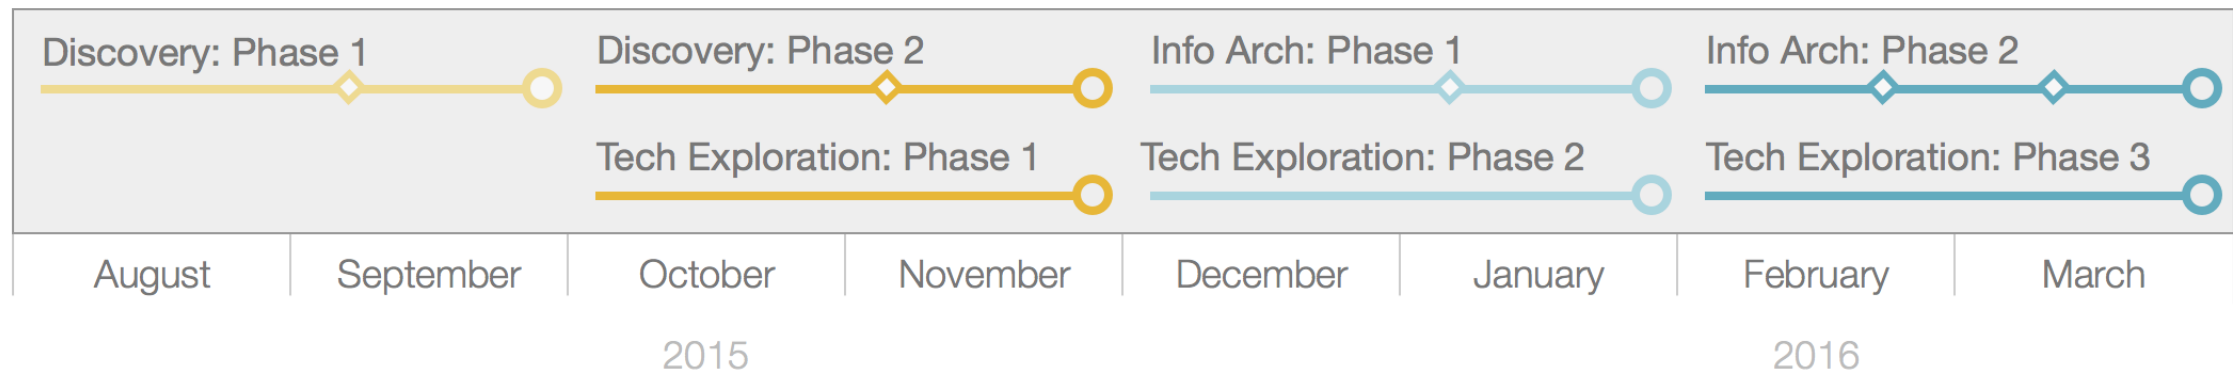 Discovery: Phase 1
Discovery: Phase 2
Info Arch: Phase 1
Info Arch: Phase 2
Tech Exploration: Phase 1
Tech Exploration: Phase 2
Tech Exploration: Phase 3
August
September
October
November
December
January
February
March
2015
2016